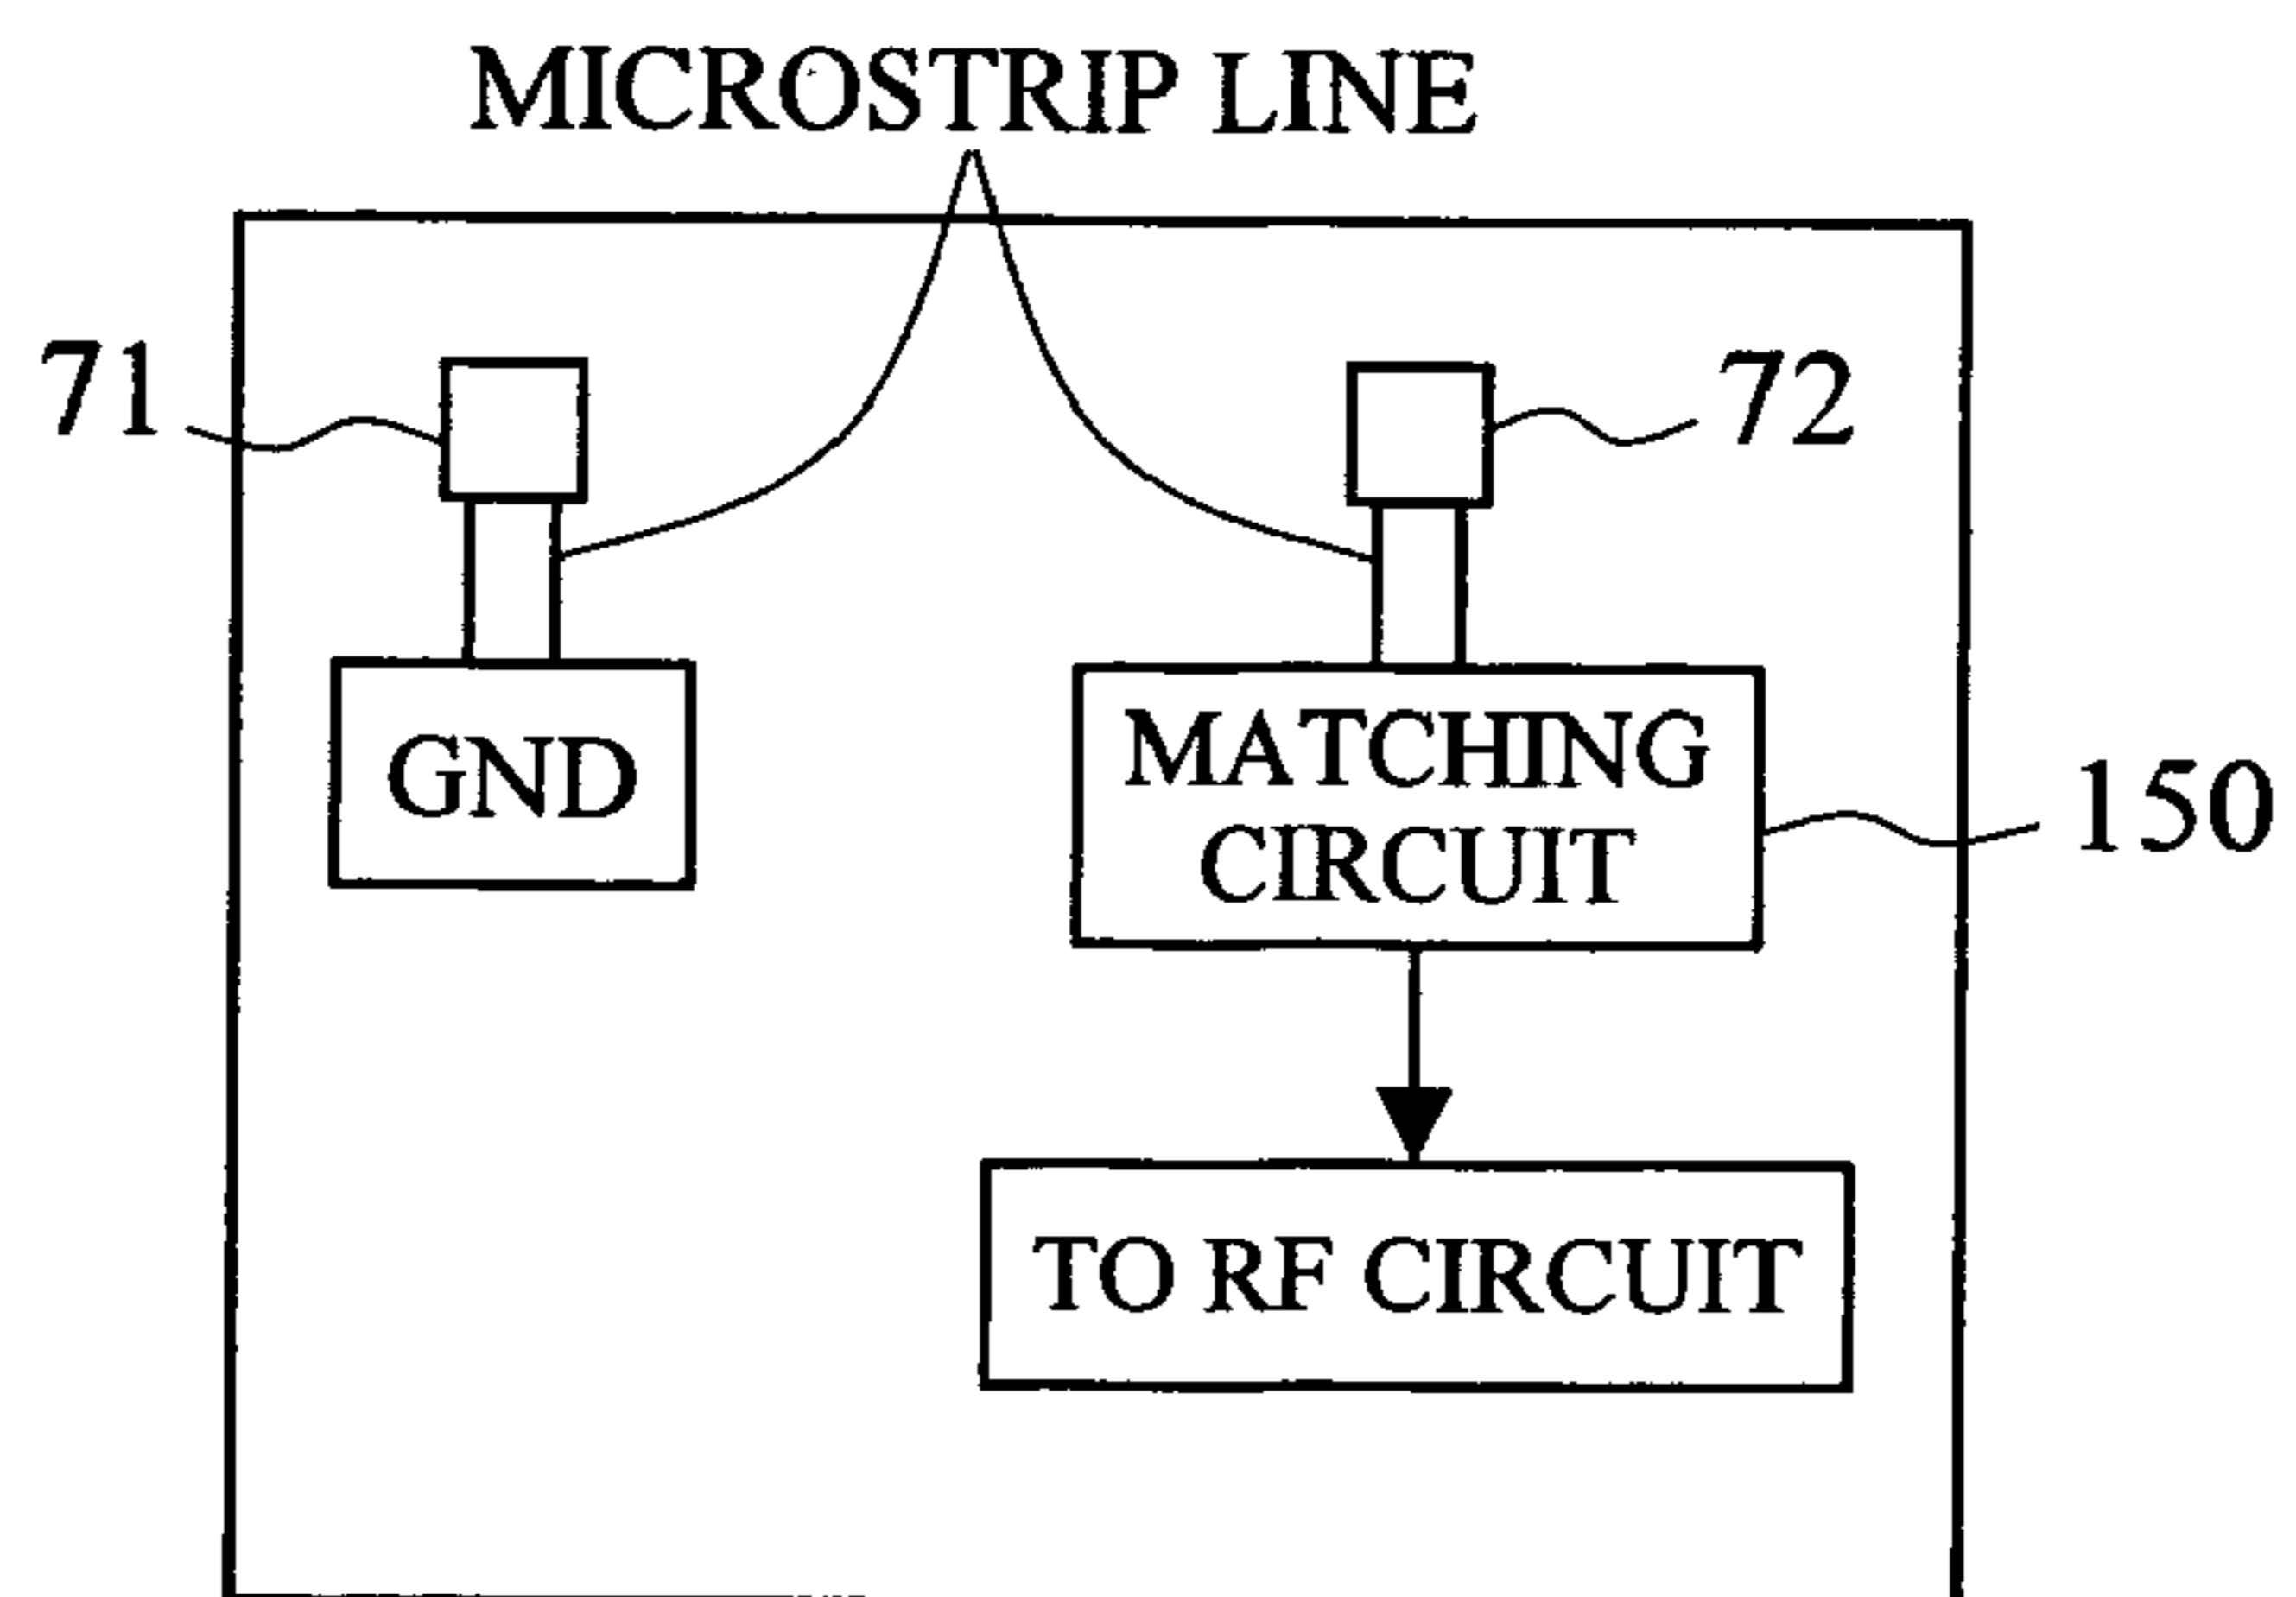 MICROSTRIP LINE
71
72
GND
MATCHING
CIRCUIT
150
TO RF CIRCUIT